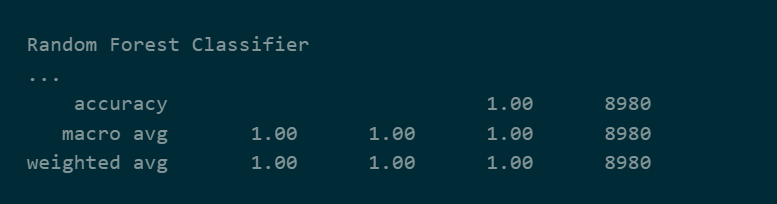 Random Forest Classifier
...
accuracy 1.00 8980
macro avg 1.00 1.00 1.00 8980
weighted avg 1.00 1.00 1.00 8980